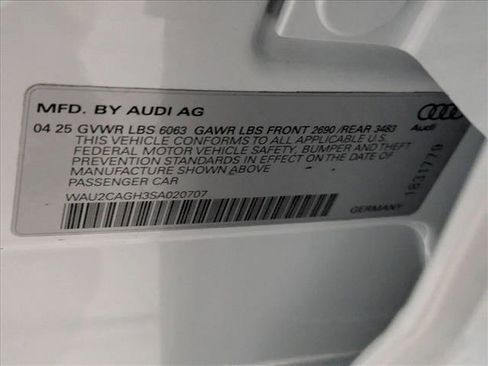 MFD. BY AUDI AG
04 25 GVWR LBS 6063 GAWR LBS FRONT 2690 /REAR 3483
THIS VEHICLE CONFORMS TO ALL APPLICABLE U.S.
FEDERAL MOTOR VEHICLE SAFETY, BUMPER AND THEFT
PREVENTION STANDARDS IN EFFECT ON THE DATE OF
MANUFACTURE SHOWN ABOVE
PASSENGER CAR
WAU2CAGH3SA020707
GERMANY
Audi
1831779